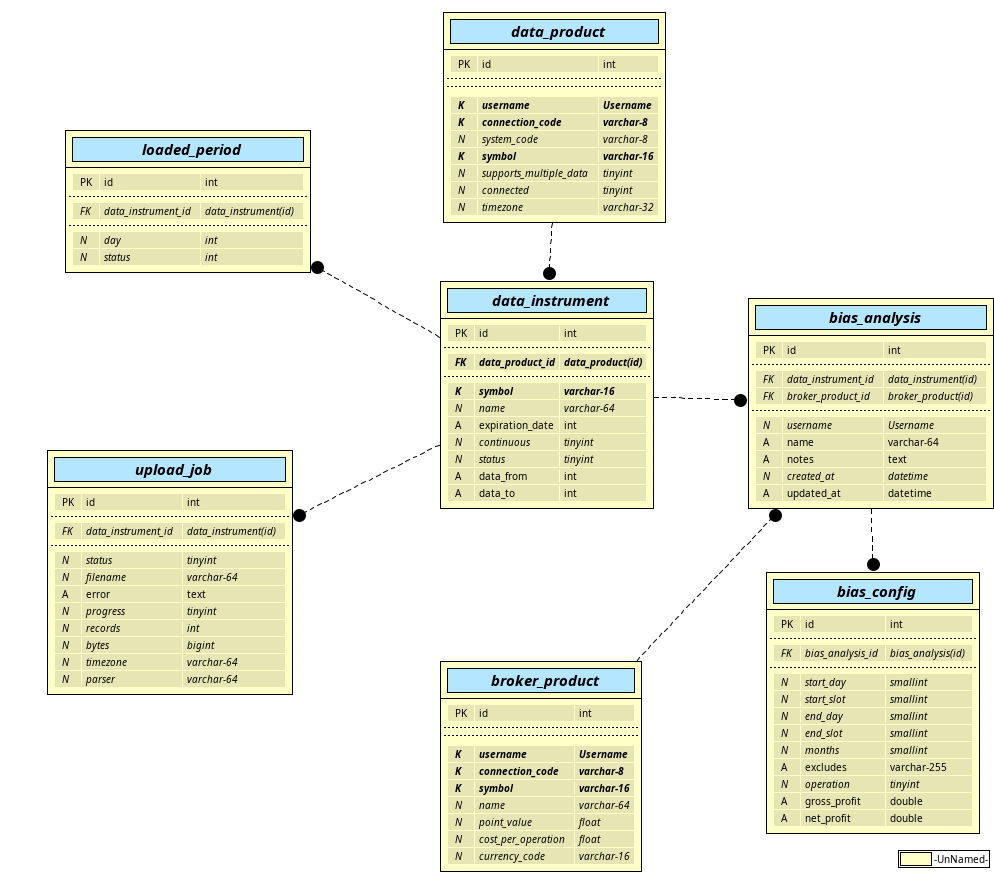 data_product
PK id int
K username Username
K connection_code varchar-8
N system_code varchar-8
K symbol varchar-16
N supports_multiple_data tinyint
N connected tinyint
N timezone varchar-32
loaded_period
PK id int
FK data_instrument_id data_instrument(id)
N day int
N status int
data_instrument
PK id int
FK data_product_id data_product(id)
K symbol varchar-16
N name varchar-64
A expiration_date int
N continuous tinyint
N status tinyint
A data_from int
A data_to int
bias_analysis
PK id int
FK data_instrument_id data_instrument(id)
FK broker_product_id broker_product(id)
N username Username
A name varchar-64
A notes text
N created_at datetime
A updated_at datetime
upload_job
PK id int
FK data_instrument_id data_instrument(id)
N status tinyint
N filename varchar-64
A error text
N progress tinyint
N records int
N bytes bigint
N timezone varchar-64
N parser varchar-64
broker_product
PK id int
K username Username
K connection_code varchar-8
K symbol varchar-16
N name varchar-64
N point_value float
N cost_per_operation float
N currency_code varchar-16
bias_config
PK id int
FK bias_analysis_id bias_analysis(id)
N start_day smallint
N start_slot smallint
N end_day smallint
N end_slot smallint
N months smallint
A excludes varchar-255
N operation tinyint
A gross_profit double
A net_profit double
-UnNamed-